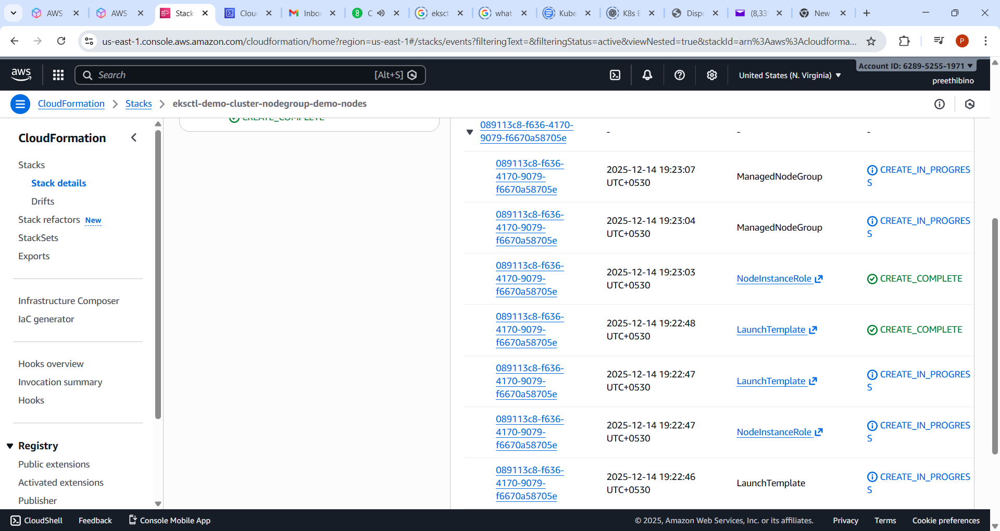 AWS
AWS
Stack
Clou
Inbo
C
eksct
what
Kube
K8s E
Disp
(8,33
New
us-east-1.console.aws.amazon.com/cloudformation/home?region=us-east-1#/stacks/events?filteringText=&filteringStatus=active&viewNested=true&stackId=arn%3Aaws%3Acloudforma...
P
aws
Search
[Alt+S]
United States (N. Virginia) ▼
Account ID: 6289-5255-1971 ▼
preethibino
CloudFormation
Stacks
eksctl-demo-cluster-nodegroup-demo-nodes
CloudFormation
Stacks
Stack details
Drifts
Stack refactors New
StackSets
Exports
Infrastructure Composer
IaC generator
Hooks overview
Invocation summary
Hooks
Registry
Public extensions
Activated extensions
Publisher
CREATE_COMPLETE
089113c8-f636-4170-
9079-f6670a58705e
-
-
-
089113c8-f636-
4170-9079-
f6670a58705e
2025-12-14 19:23:07
UTC+0530
ManagedNodeGroup
CREATE_IN_PROGRES
S
089113c8-f636-
4170-9079-
f6670a58705e
2025-12-14 19:23:04
UTC+0530
ManagedNodeGroup
CREATE_IN_PROGRES
S
089113c8-f636-
4170-9079-
f6670a58705e
2025-12-14 19:23:03
UTC+0530
NodeInstanceRole
CREATE_COMPLETE
089113c8-f636-
4170-9079-
f6670a58705e
2025-12-14 19:22:48
UTC+0530
LaunchTemplate
CREATE_COMPLETE
089113c8-f636-
4170-9079-
f6670a58705e
2025-12-14 19:22:47
UTC+0530
LaunchTemplate
CREATE_IN_PROGRES
S
089113c8-f636-
4170-9079-
f6670a58705e
2025-12-14 19:22:47
UTC+0530
NodeInstanceRole
CREATE_IN_PROGRES
S
089113c8-f636-
4170-9079-
f6670a58705e
2025-12-14 19:22:46
UTC+0530
LaunchTemplate
CREATE_IN_PROGRES
S
CloudShell
Feedback
Console Mobile App
© 2025, Amazon Web Services, Inc. or its affiliates.
Privacy
Terms
Cookie preferences